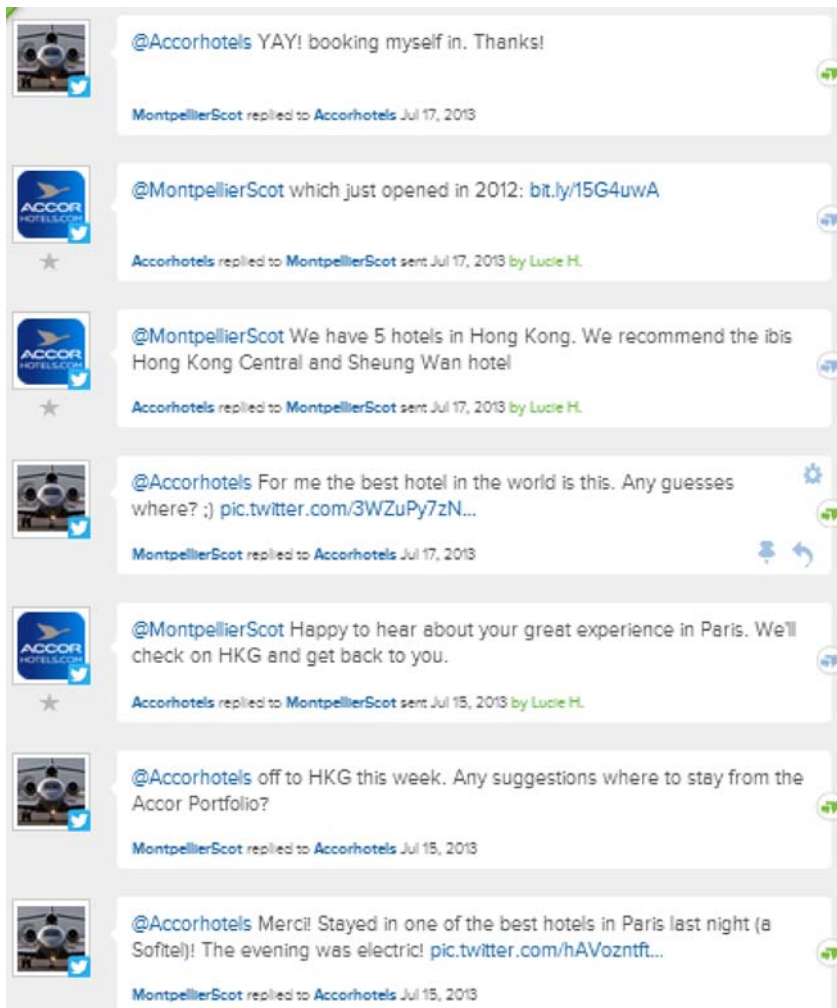 @Accorhotels YAY! booking myself in. Thanks!
MontpellierScot replied to Accorhotels Jul 17, 2013
ACCOR
HOTELS.COM
@MontpellierScot which just opened in 2012: bit.ly/15G4uwA
Accorhotels replied to MontpellierScot sent Jul 17, 2013 by Lucie H.
ACCOR
HOTELS.COM
@MontpellierScot We have 5 hotels in Hong Kong. We recommend the ibis
Hong Kong Central and Sheung Wan hotel
Accorhotels replied to MontpellierScot sent Jul 17, 2013 by Lucie H.
@Accorhotels For me the best hotel in the world is this. Any guesses
where? ;) pic.twitter.com/3WZuPy7zN...
MontpellierScot replied to Accorhotels Jul 17, 2013
ACCOR
HOTELS.COM
@MontpellierScot Happy to hear about your great experience in Paris. We'll
check on HKG and get back to you.
Accorhotels replied to MontpellierScot sent Jul 15, 2013 by Lucie H.
@Accorhotels off to HKG this week. Any suggestions where to stay from the
Accor Portfolio?
MontpellierScot replied to Accorhotels Jul 15, 2013
@Accorhotels Merci! Stayed in one of the best hotels in Paris last night (a
Sofitel)! The evening was electric! pic.twitter.com/hAVozntft...
MontpellierScot replied to Accorhotels Jul 15, 2013